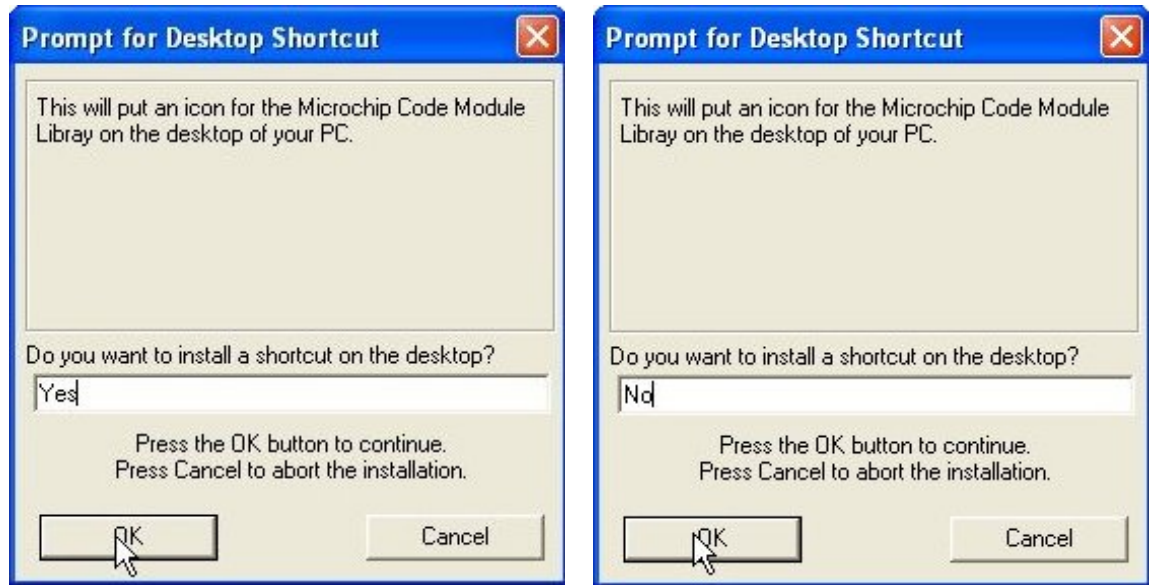 Prompt for Desktop Shortcut
This will put an icon for the Microchip Code Module
Libray on the desktop of your PC.
Do you want to install a shortcut on the desktop?
Yes
Press the OK button to continue.
Press Cancel to abort the installation.
OK
Cancel
Prompt for Desktop Shortcut
This will put an icon for the Microchip Code Module
Libray on the desktop of your PC.
Do you want to install a shortcut on the desktop?
No
Press the OK button to continue.
Press Cancel to abort the installation.
OK
Cancel